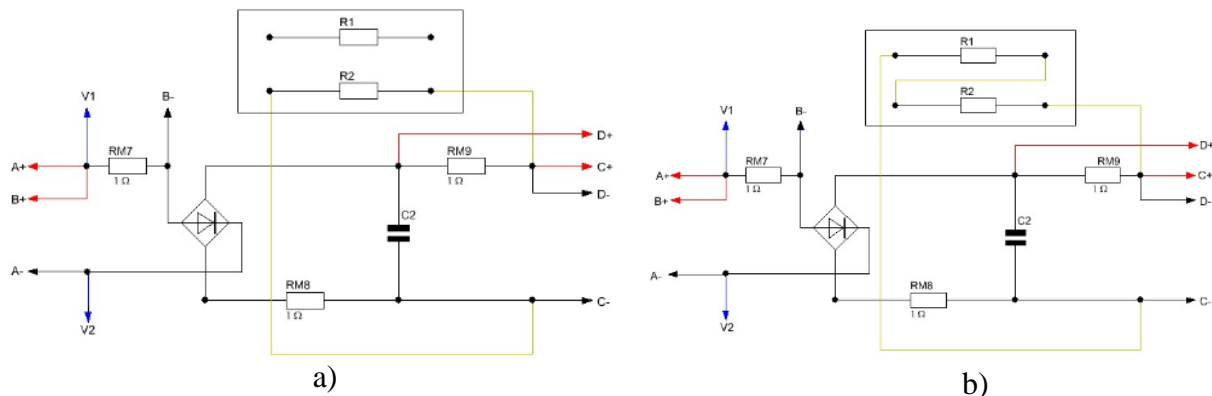 R1
R2
V1
B-
D+
A+
RM7
1 Ω
RM9
1 Ω
C+
B+
D-
C2
A-
RM8
1 Ω
C-
V2
a)
R1
R2
V1
B-
D+
A+
RM7
1 Ω
RM9
1 Ω
C+
B+
D-
C2
A-
RM8
1 Ω
C-
V2
b)